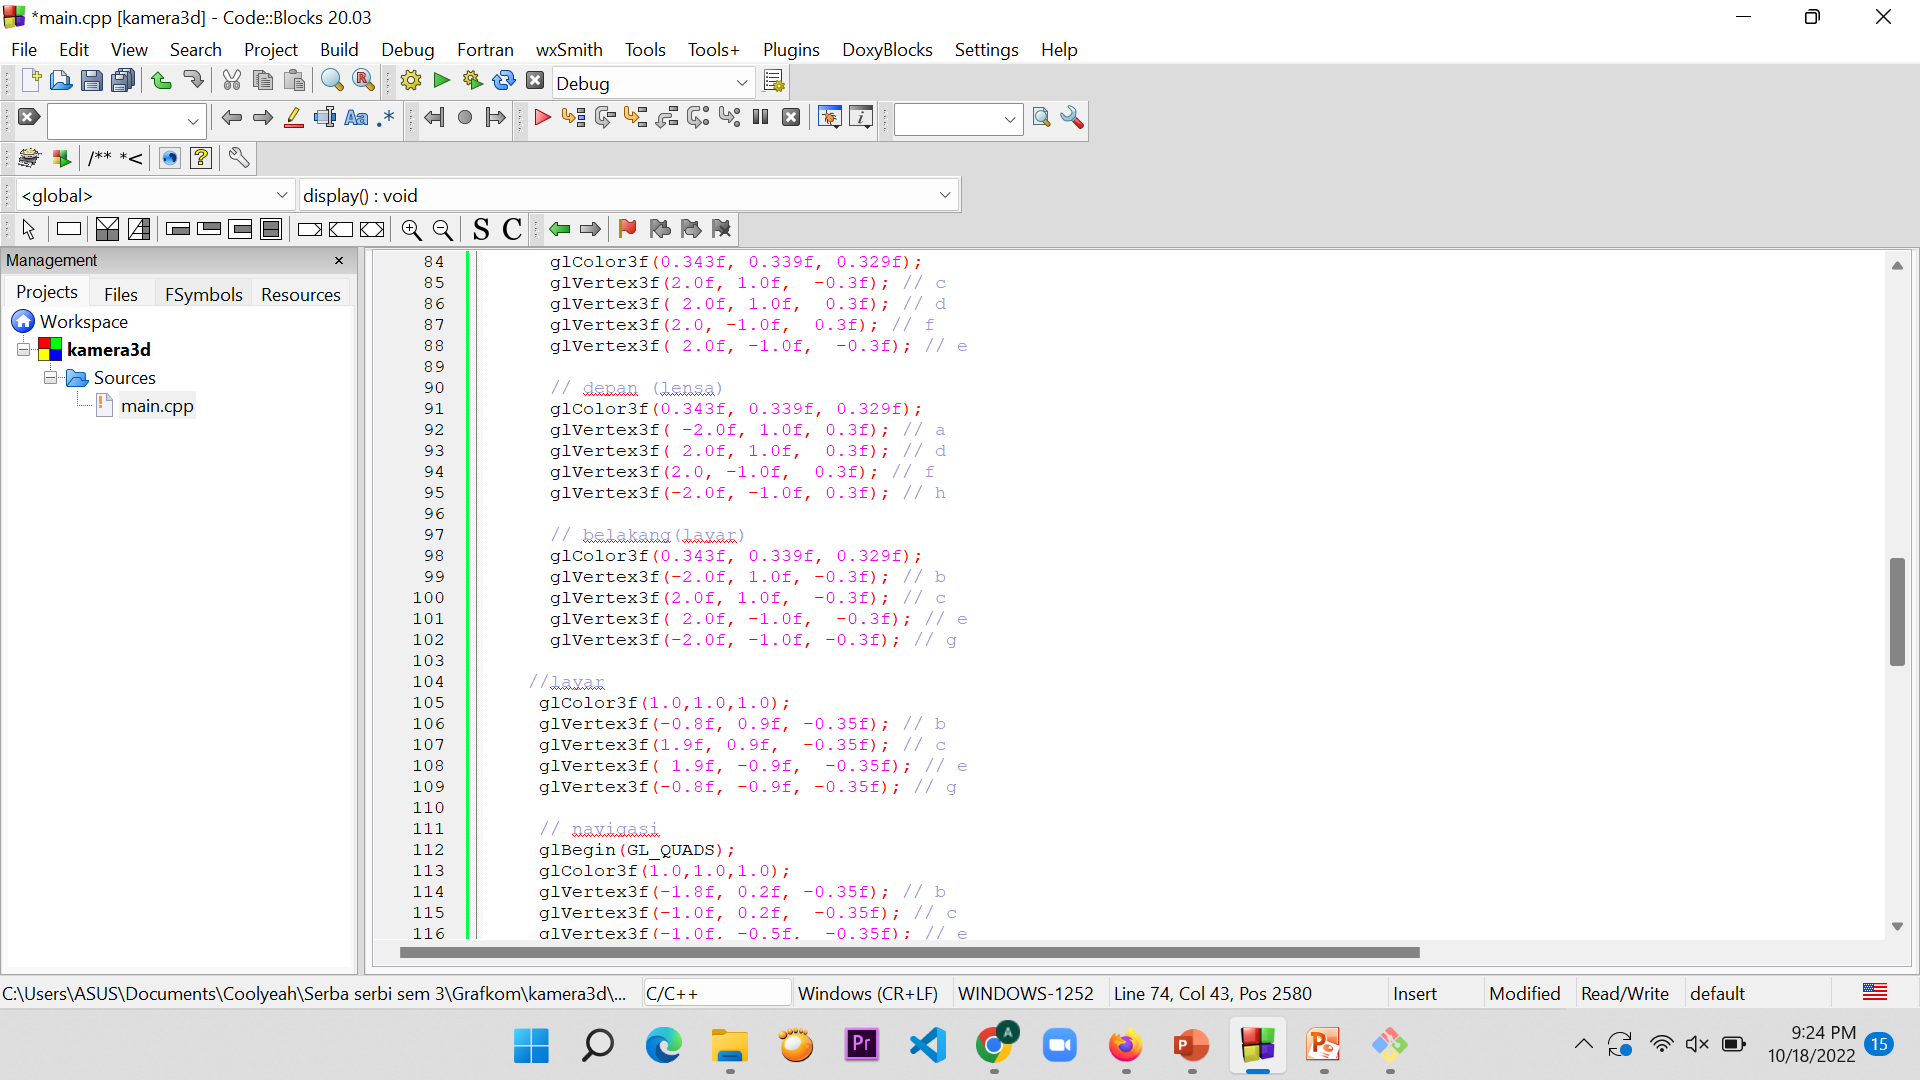 *main.cpp [kamera3d] - Code::Blocks 20.03
File Edit View Search Project Build Debug Fortran wxSmith Tools Tools+ Plugins DoxyBlocks Settings Help
Debug
/** *<
<global>
display() : void
S C
Management
Projects Files FSymbols Resources
Workspace
kamera3d
Sources
main.cpp
84 glColor3f(0.343f, 0.339f, 0.329f);
85 glVertex3f(2.0f, 1.0f,  -0.3f); // c
86 glVertex3f( 2.0f, 1.0f,  0.3f); // d
87 glVertex3f(2.0, -1.0f,  0.3f); // f
88 glVertex3f( 2.0f, -1.0f,  -0.3f); // e
89
90 // depan (lensa)
91 glColor3f(0.343f, 0.339f, 0.329f);
92 glVertex3f( -2.0f, 1.0f, 0.3f); // a
93 glVertex3f( 2.0f, 1.0f,  0.3f); // d
94 glVertex3f(2.0, -1.0f,  0.3f); // f
95 glVertex3f(-2.0f, -1.0f, 0.3f); // h
96
97 // belakang(layar)
98 glColor3f(0.343f, 0.339f, 0.329f);
99 glVertex3f(-2.0f, 1.0f, -0.3f); // b
100 glVertex3f(2.0f, 1.0f,  -0.3f); // c
101 glVertex3f( 2.0f, -1.0f,  -0.3f); // e
102 glVertex3f(-2.0f, -1.0f, -0.3f); // g
103
104 //layar
105 glColor3f(1.0,1.0,1.0);
106 glVertex3f(-0.8f, 0.9f, -0.35f); // b
107 glVertex3f(1.9f, 0.9f,  -0.35f); // c
108 glVertex3f( 1.9f, -0.9f,  -0.35f); // e
109 glVertex3f(-0.8f, -0.9f, -0.35f); // g
110
111 // navigasi
112 glBegin(GL_QUADS);
113 glColor3f(1.0,1.0,1.0);
114 glVertex3f(-1.8f, 0.2f, -0.35f); // b
115 glVertex3f(-1.0f, 0.2f,  -0.35f); // c
116 glVertex3f(-1.0f, -0.5f,  -0.35f); // e
C:\Users\ASUS\Documents\Coolyeah\Serba serbi sem 3\Grafkom\kamera3d\... C/C++ Windows (CR+LF) WINDOWS-1252 Line 74, Col 43, Pos 2580 Insert Modified Read/Write default
A
Pr
P
9:24 PM
10/18/2022
15